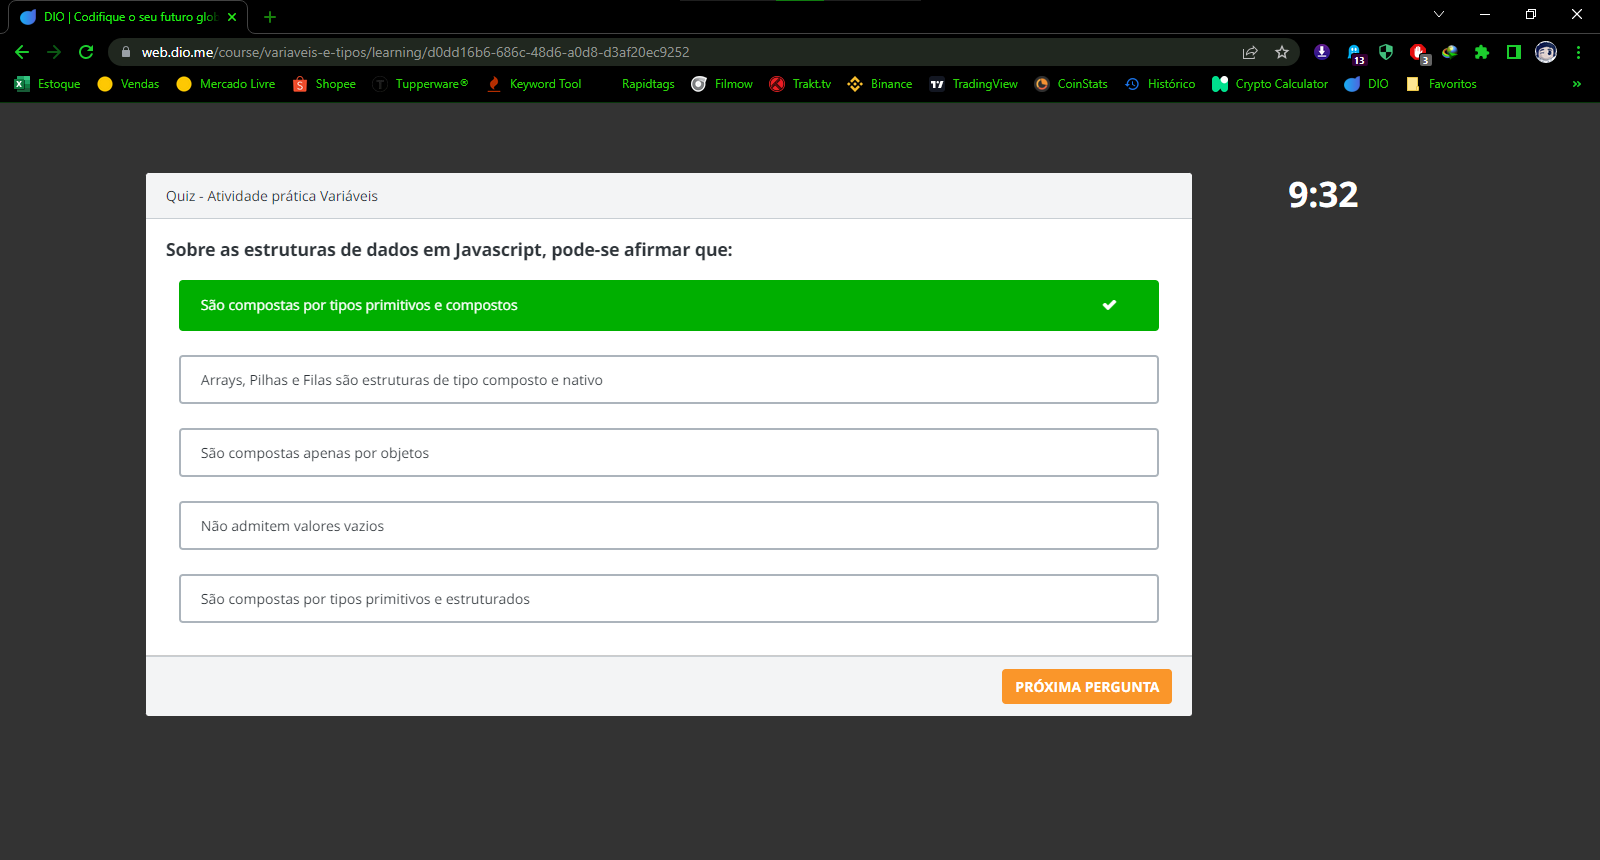 DIO | Codifique o seu futuro glob
web.dio.me/course/variaveis-e-tipos/learning/d0dd16b6-686c-48d6-a0d8-d3af20ec9252
13
3
Estoque
Vendas
Mercado Livre
Shopee
Tupperware®
Keyword Tool
Rapidtags
Filmow
Trakt.tv
Binance
TradingView
CoinStats
Histórico
Crypto Calculator
DIO
Favoritos
»
Quiz - Atividade prática Variáveis
9:32
Sobre as estruturas de dados em Javascript, pode-se afirmar que:
São compostas por tipos primitivos e compostos
Arrays, Pilhas e Filas são estruturas de tipo composto e nativo
São compostas apenas por objetos
Não admitem valores vazios
São compostas por tipos primitivos e estruturados
PRÓXIMA PERGUNTA